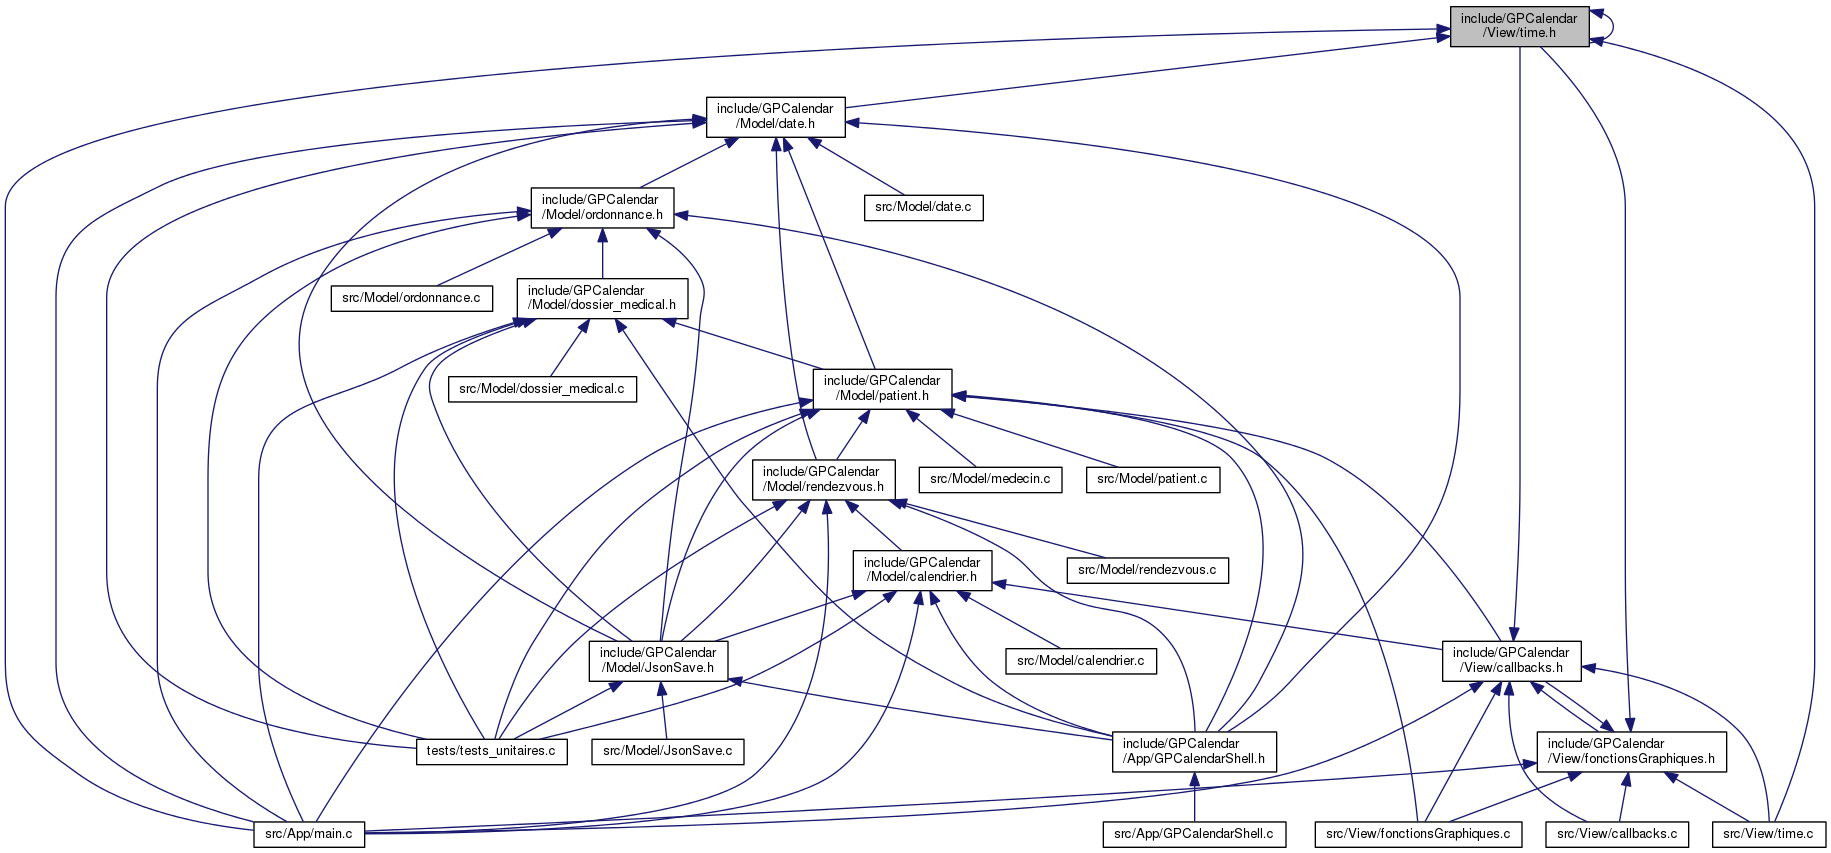 include/GPCalendar
/View/time.h
include/GPCalendar
/Model/date.h
include/GPCalendar
/Model/ordonnance.h
src/Model/date.c
include/GPCalendar
/Model/dossier_medical.h
src/Model/ordonnance.c
include/GPCalendar
/Model/patient.h
src/Model/dossier_medical.c
include/GPCalendar
/Model/rendezvous.h
src/Model/medecin.c
src/Model/patient.c
include/GPCalendar
/Model/calendrier.h
src/Model/rendezvous.c
include/GPCalendar
/Model/JsonSave.h
src/Model/calendrier.c
include/GPCalendar
/View/callbacks.h
tests/tests_unitaires.c
src/Model/JsonSave.c
include/GPCalendar
/App/GPCalendarShell.h
include/GPCalendar
/View/fonctionsGraphiques.h
src/App/main.c
src/App/GPCalendarShell.c
src/View/fonctionsGraphiques.c
src/View/callbacks.c
src/View/time.c